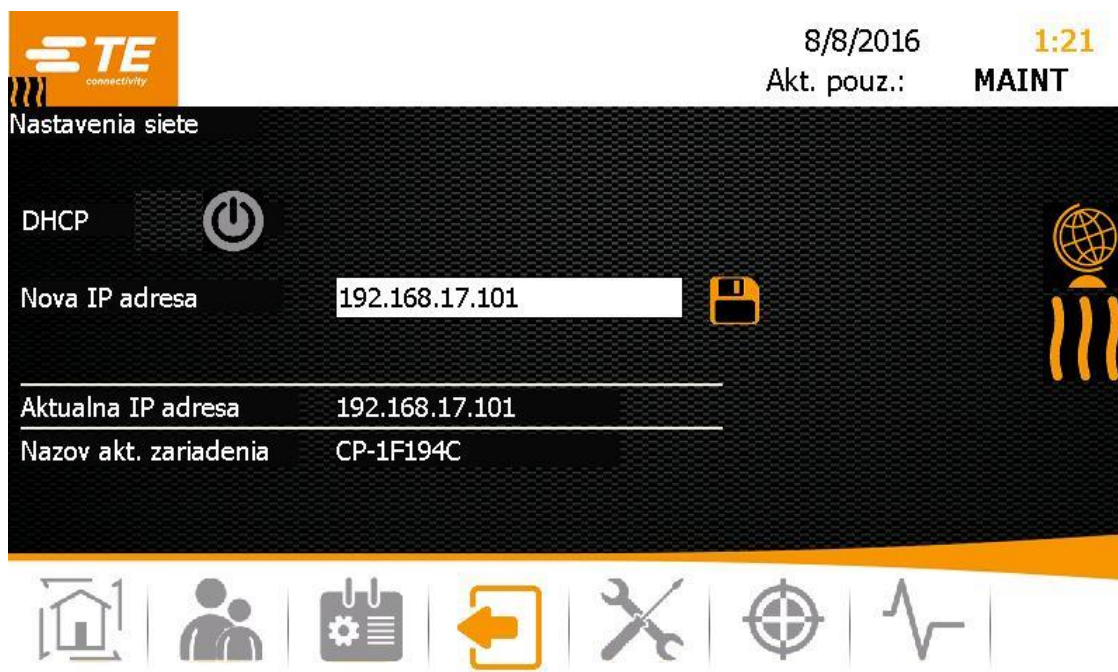 TE
connectivity
8/8/2016 1:21
Akt. pouz.: MAINT
Nastavenia siete
DHCP
Nova IP adresa 192.168.17.101
Aktualna IP adresa 192.168.17.101
Nazov akt. zariadenia CP-1F194C